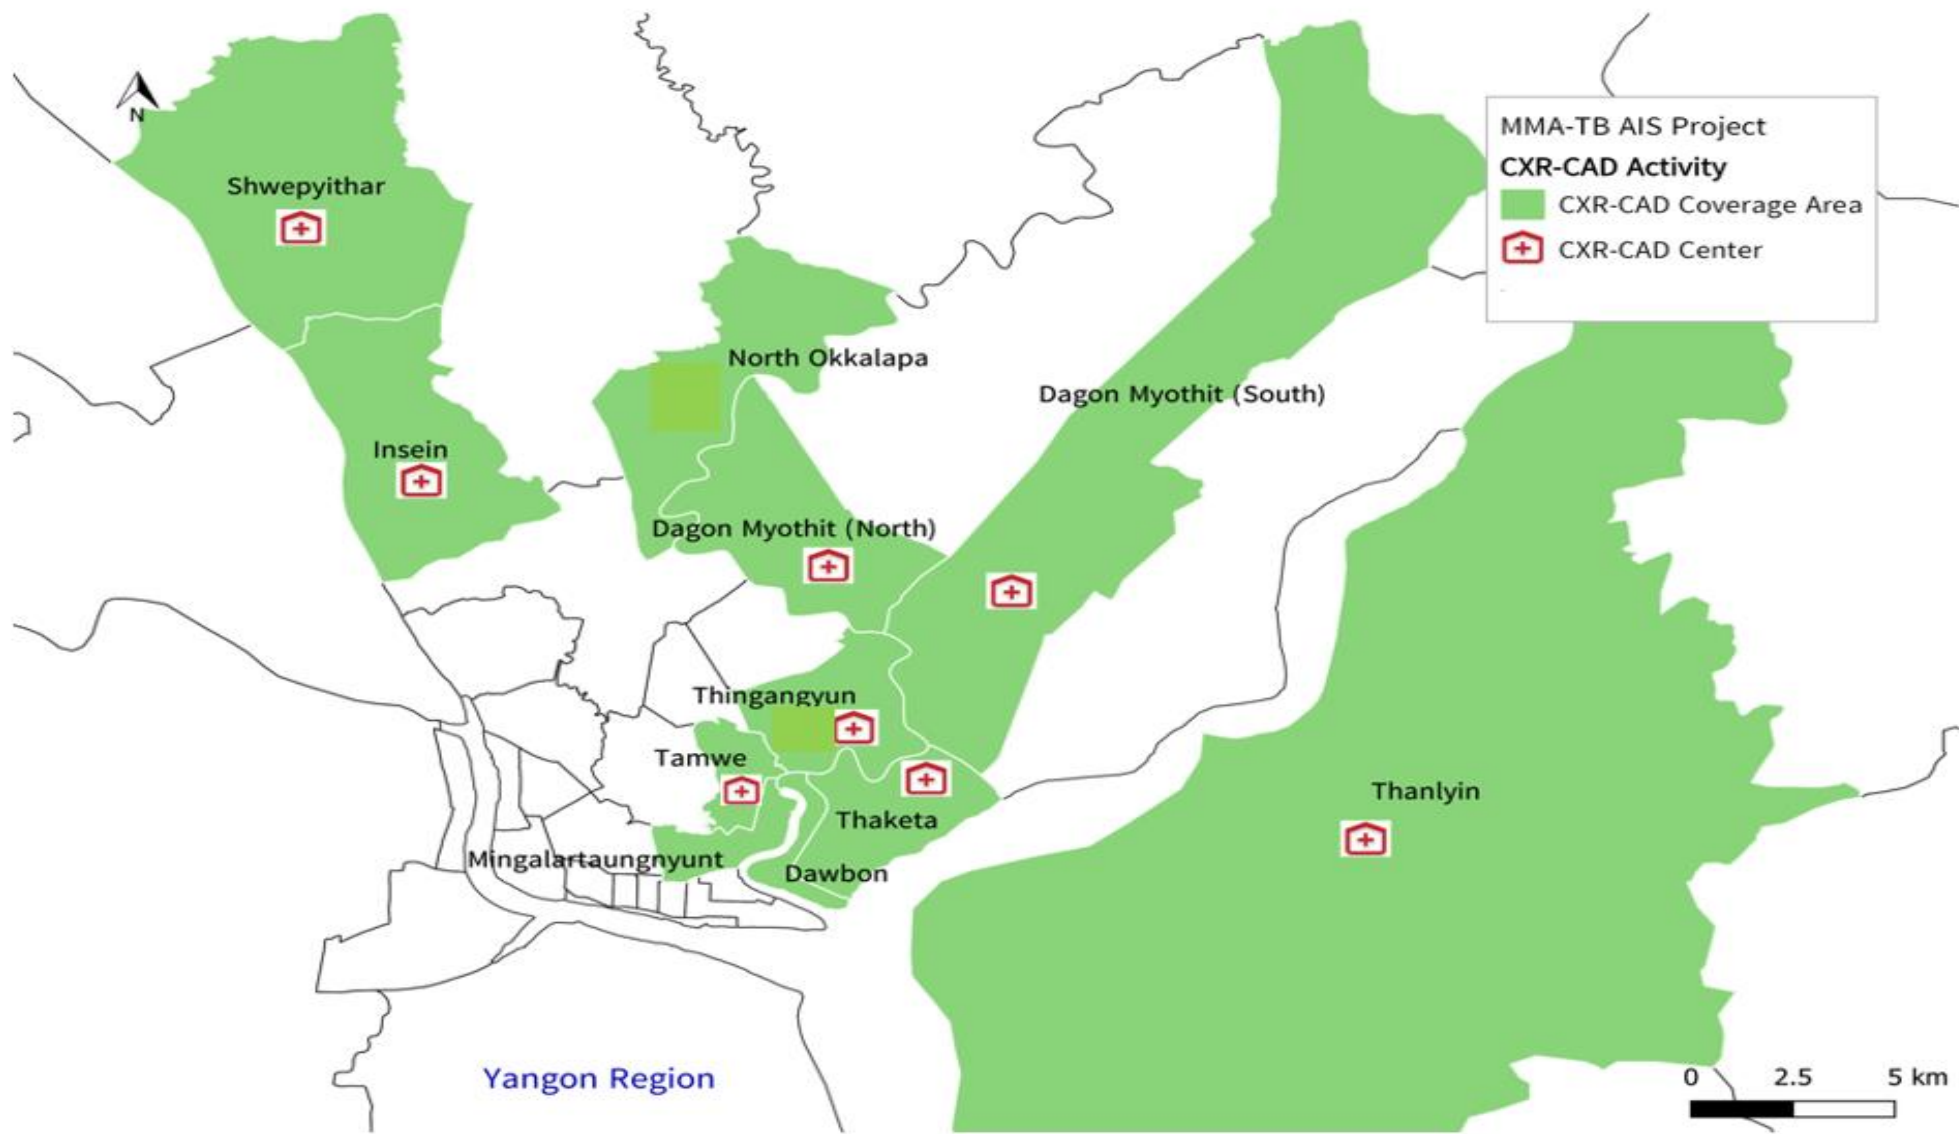 N
Shwepyithar
MMA-TB AIS Project
CXR-CAD Activity
CXR-CAD Coverage Area
CXR-CAD Center
North Okkalapa
Dagon Myothit (South)
Insein
Dagon Myothit (North)
Thingangyun
Tamwe
Thanlyin
Thaketa
Mingalartaungnyunt
Dawbon
Yangon Region
0 2.5 5 km